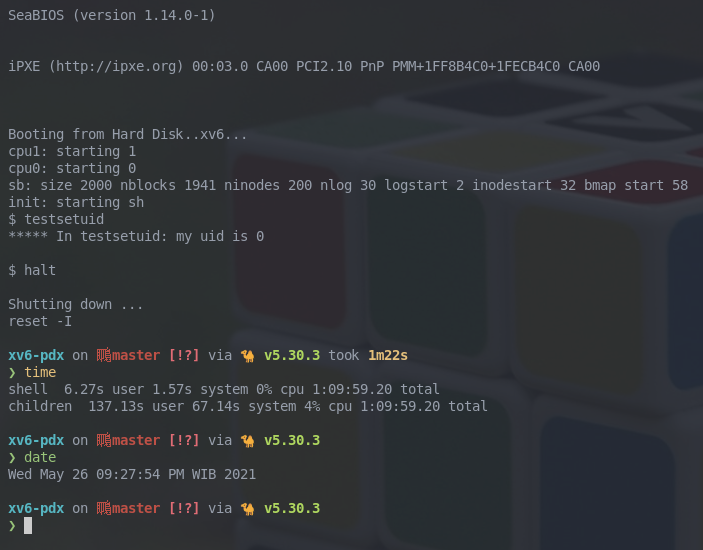 SeaBIOS (version 1.14.0-1)
iPXE (http://ipxe.org) 00:03.0 CA00 PCI2.10 PnP PMM+1FF8B4C0+1FECB4C0 CA00
Booting from Hard Disk..xv6...
cpu1: starting 1
cpu0: starting 0
sb: size 2000 nblocks 1941 ninodes 200 nlog 30 logstart 2 inodestart 32 bmap start 58
init: starting sh
$ testsetuid
***** In testsetuid: my uid is 0
$ halt
Shutting down ...
reset -I
xv6-pdx on master [!?] via 🐪 v5.30.3 took 1m22s
❯ time
shell  6.27s user 1.57s system 0% cpu 1:09:59.20 total
children  137.13s user 67.14s system 4% cpu 1:09:59.20 total
xv6-pdx on master [!?] via 🐪 v5.30.3
❯ date
Wed May 26 09:27:54 PM WIB 2021
xv6-pdx on master [!?] via 🐪 v5.30.3
❯